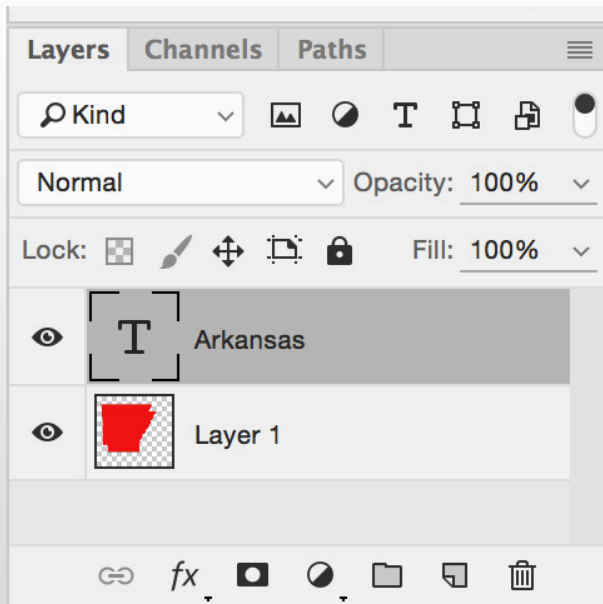 Layers Channels Paths
Kind T
Normal Opacity: 100%
Lock: Fill: 100%
T Arkansas
Layer 1
fx